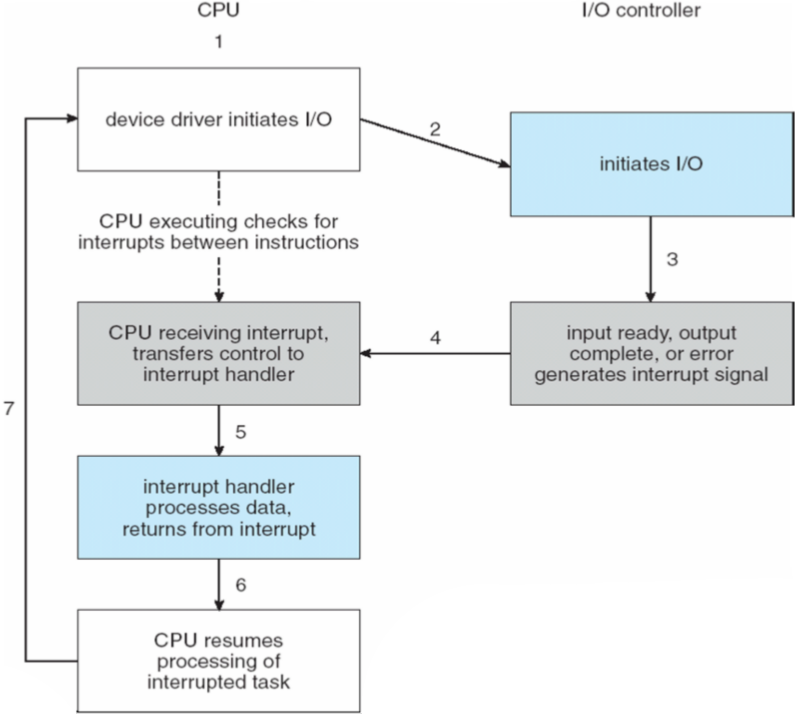 CPU
I/O controller
1
device driver initiates I/O
2
initiates I/O
CPU executing checks for
interrupts between instructions
3
CPU receiving interrupt,
transfers control to
interrupt handler
4
input ready, output
complete, or error
generates interrupt signal
7
5
interrupt handler
processes data,
returns from interrupt
6
CPU resumes
processing of
interrupted task